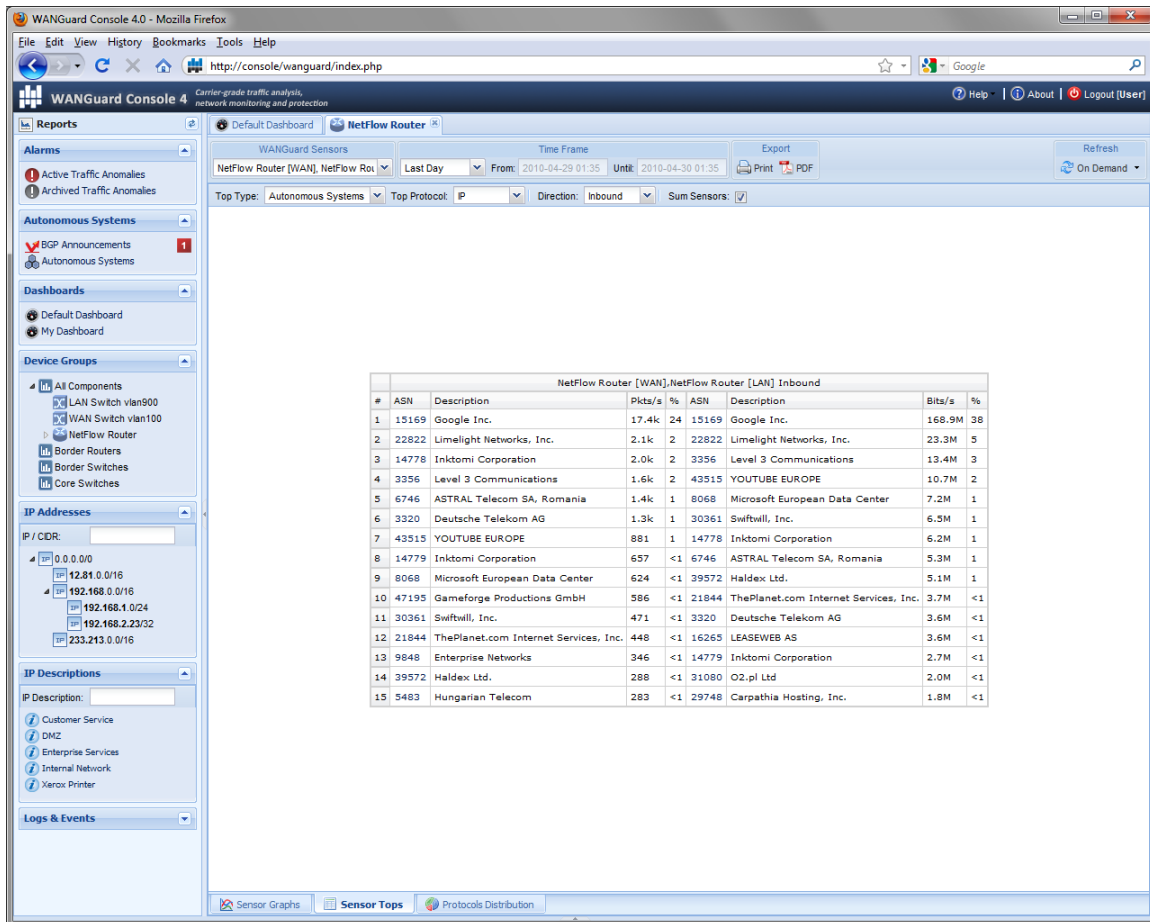 WANGuard Console 4.0 - Mozilla Firefox
File Edit View History Bookmarks Tools Help
http://console/wanguard/index.php
Google
WANGuard Console 4
Carrier-grade traffic analysis,
network monitoring and protection
Help | About | Logout [User]
Reports
Default Dashboard NetFlow Router
WANGuard Sensors Time Frame Export Refresh
NetFlow Router [WAN], NetFlow Rou Last Day From: 2010-04-29 01:35 Until: 2010-04-30 01:35 Print PDF On Demand
Top Type: Autonomous Systems Top Protocol: IP Direction: Inbound Sum Sensors:
Alarms
Active Traffic Anomalies
Archived Traffic Anomalies
Autonomous Systems
BGP Announcements 1
Autonomous Systems
Dashboards
Default Dashboard
My Dashboard
Device Groups
All Components
LAN Switch vlan900
WAN Switch vlan100
NetFlow Router
Border Routers
Border Switches
Core Switches
IP Addresses
IP / CIDR:
IP 0.0.0.0/0
IP 12.81.0.0/16
IP 192.168.0.0/16
IP 192.168.1.0/24
IP 192.168.2.23/32
IP 233.213.0.0/16
IP Descriptions
IP Description:
Customer Service
DMZ
Enterprise Services
Internal Network
Xerox Printer
Logs & Events
NetFlow Router [WAN],NetFlow Router [LAN] Inbound
# ASN Description Pkts/s % ASN Description Bits/s %
1 15169 Google Inc. 17.4k 24 15169 Google Inc. 168.9M 38
2 22822 Limelight Networks, Inc. 2.1k 2 22822 Limelight Networks, Inc. 23.3M 5
3 14778 Inktomi Corporation 2.0k 2 3356 Level 3 Communications 13.4M 3
4 3356 Level 3 Communications 1.6k 2 43515 YOUTUBE EUROPE 10.7M 2
5 6746 ASTRAL Telecom SA, Romania 1.4k 1 8068 Microsoft European Data Center 7.2M 1
6 3320 Deutsche Telekom AG 1.3k 1 30361 Swiftwill, Inc. 6.5M 1
7 43515 YOUTUBE EUROPE 881 1 14778 Inktomi Corporation 6.2M 1
8 14779 Inktomi Corporation 657 <1 6746 ASTRAL Telecom SA, Romania 5.3M 1
9 8068 Microsoft European Data Center 624 <1 39572 Haldex Ltd. 5.1M 1
10 47195 Gameforge Productions GmbH 586 <1 21844 ThePlanet.com Internet Services, Inc. 3.7M <1
11 30361 Swiftwill, Inc. 471 <1 3320 Deutsche Telekom AG 3.6M <1
12 21844 ThePlanet.com Internet Services, Inc. 448 <1 16265 LEASEWEB AS 3.6M <1
13 9848 Enterprise Networks 346 <1 14779 Inktomi Corporation 2.7M <1
14 39572 Haldex Ltd. 288 <1 31080 O2.pl Ltd 2.0M <1
15 5483 Hungarian Telecom 283 <1 29748 Carpathia Hosting, Inc. 1.8M <1
Sensor Graphs Sensor Tops Protocols Distribution